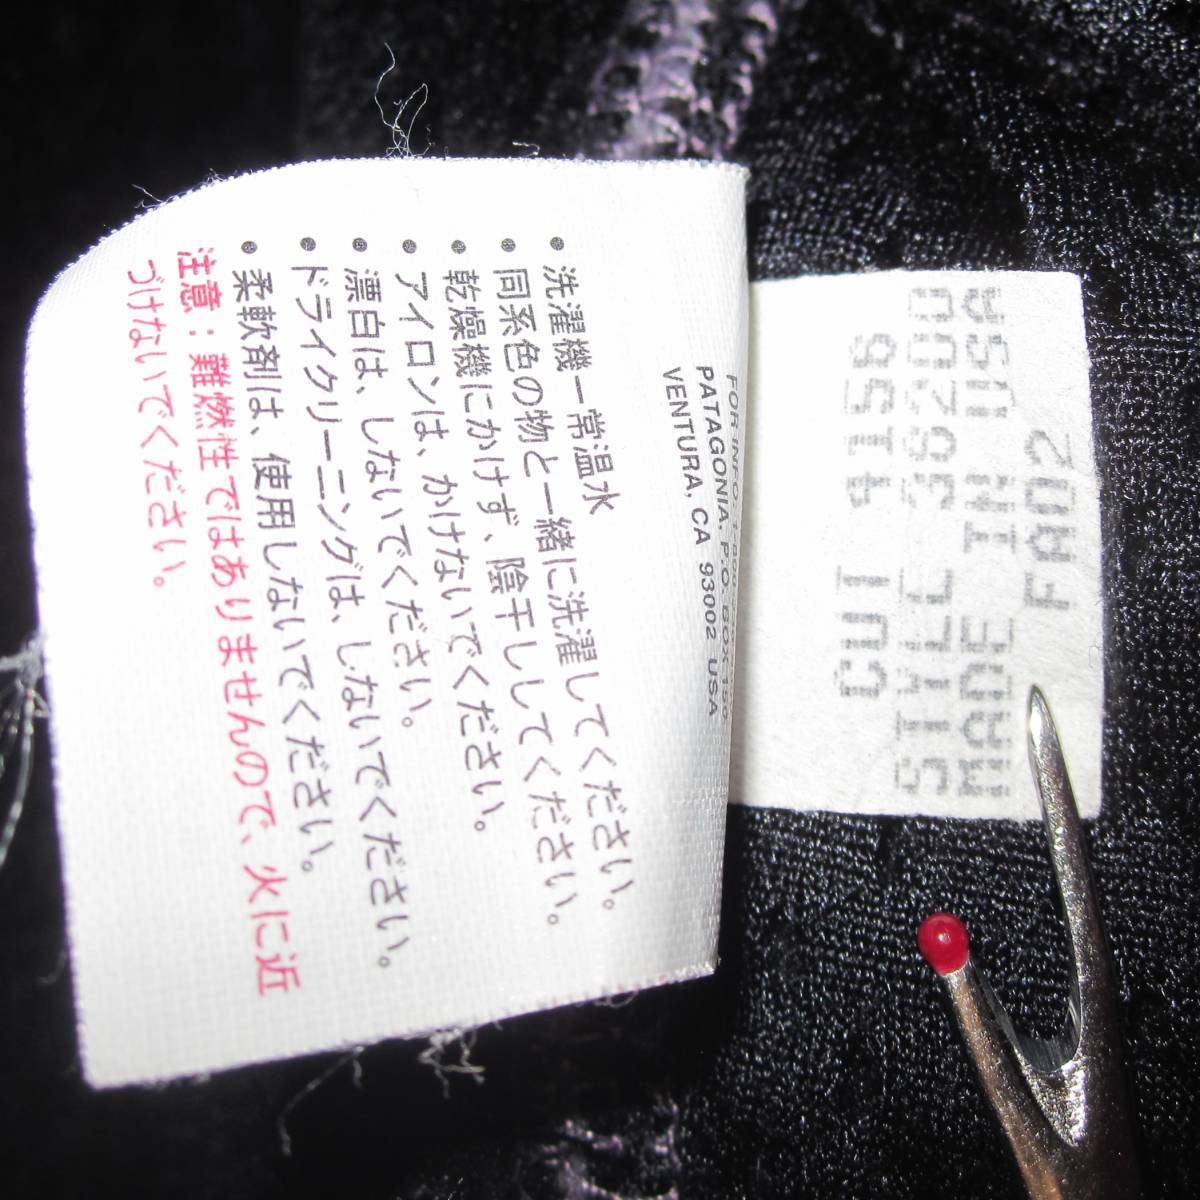 ・洗濯機ー常温水
・同系色の物と一緒に洗濯してください。
・乾燥機にかけず、陰干ししてください。
・アイロンは、かけないでください。
・漂白は、しないでください。
・ドライクリーニングは、しないでください。
・柔軟剤は、使用しないでください。
注意：難燃性ではありませんので、火に近
づけないでください。
FOR INFO.
PATAGONIA, P.O. BOX 150
VENTURA, CA 93002 USA
FA02
MADE IN USA
STYLE 36200
CUT 4156